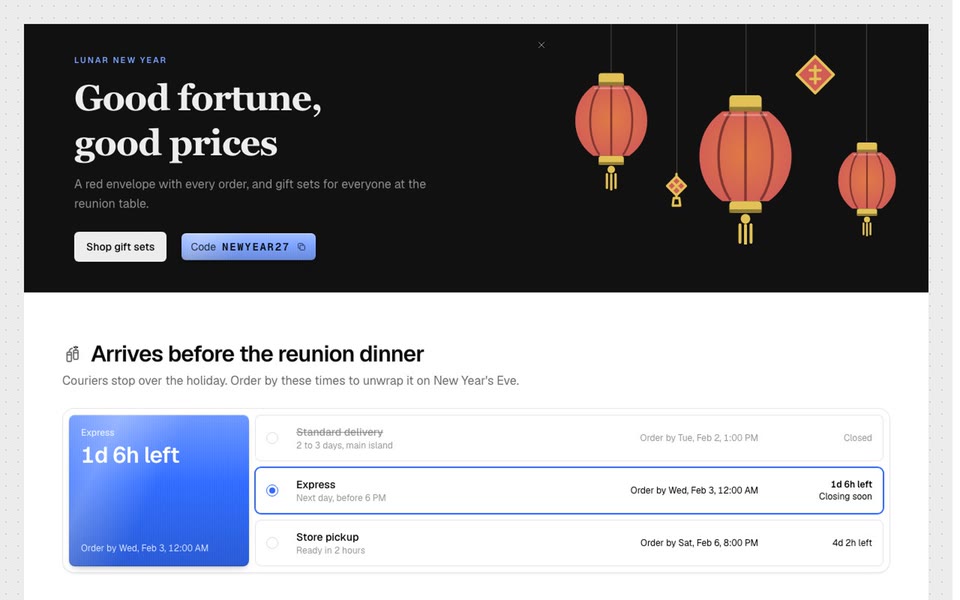 LUNAR NEW YEAR
Good fortune,
good prices
A red envelope with every order, and gift sets for everyone at the
reunion table.
Shop gift sets
Code NEWYEAR27
Arrives before the reunion dinner
Couriers stop over the holiday. Order by these times to unwrap it on New Year's Eve.
Express
1d 6h left
Order by Wed, Feb 3, 12:00 AM
Standard delivery
2 to 3 days, main island
Order by Tue, Feb 2, 1:00 PM
Closed
Express
Next day, before 6 PM
Order by Wed, Feb 3, 12:00 AM
1d 6h left
Closing soon
Store pickup
Ready in 2 hours
Order by Sat, Feb 6, 8:00 PM
4d 2h left